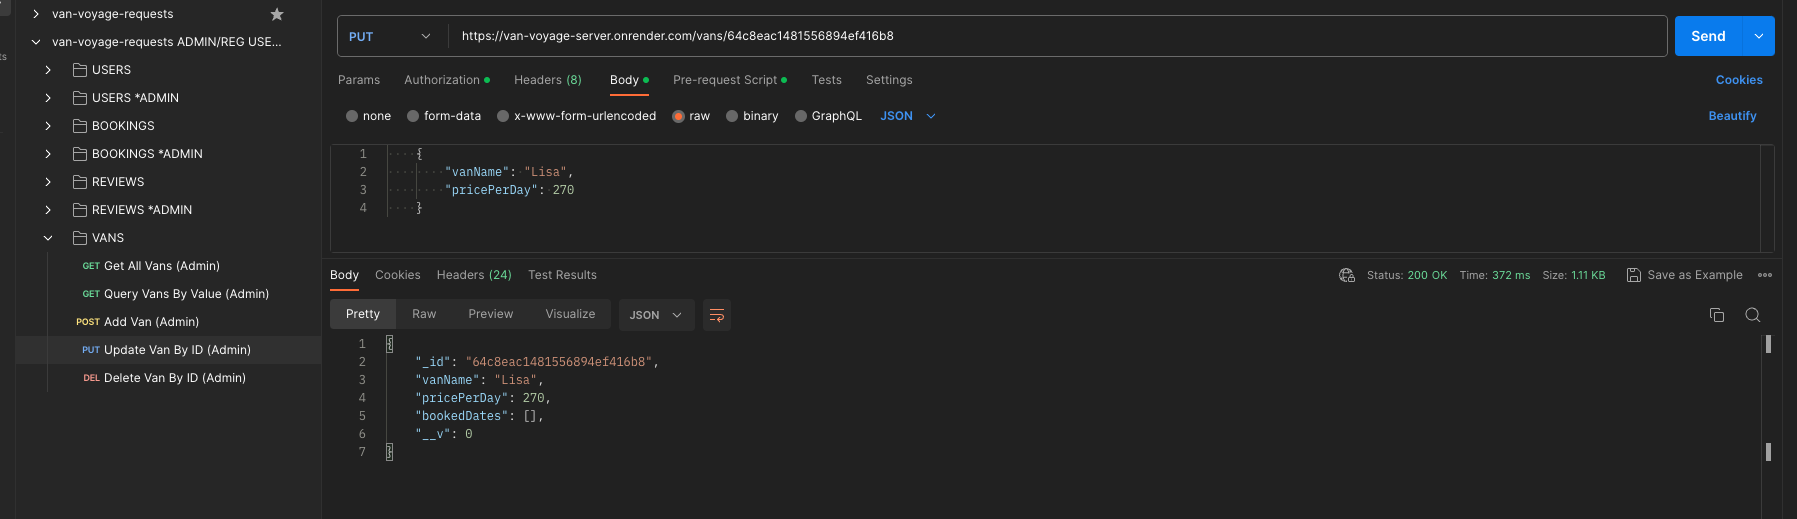 van-voyage-requests
van-voyage-requests ADMIN/REG USE...
USERS
USERS *ADMIN
BOOKINGS
BOOKINGS *ADMIN
REVIEWS
REVIEWS *ADMIN
VANS
GET Get All Vans (Admin)
GET Query Vans By Value (Admin)
POST Add Van (Admin)
PUT Update Van By ID (Admin)
DEL Delete Van By ID (Admin)
PUT https://van-voyage-server.onrender.com/vans/64c8eac1481556894ef416b8 Send
Params Authorization Headers (8) Body Pre-request Script Tests Settings Cookies
none form-data x-www-form-urlencoded raw binary GraphQL JSON Beautify
1 {
2 "vanName": "Lisa",
3 "pricePerDay": 270
4 }
Body Cookies Headers (24) Test Results Status: 200 OK Time: 372 ms Size: 1.11 KB Save as Example
Pretty Raw Preview Visualize JSON
1 {
2 "_id": "64c8eac1481556894ef416b8",
3 "vanName": "Lisa",
4 "pricePerDay": 270,
5 "bookedDates": [],
6 "__v": 0
7 }